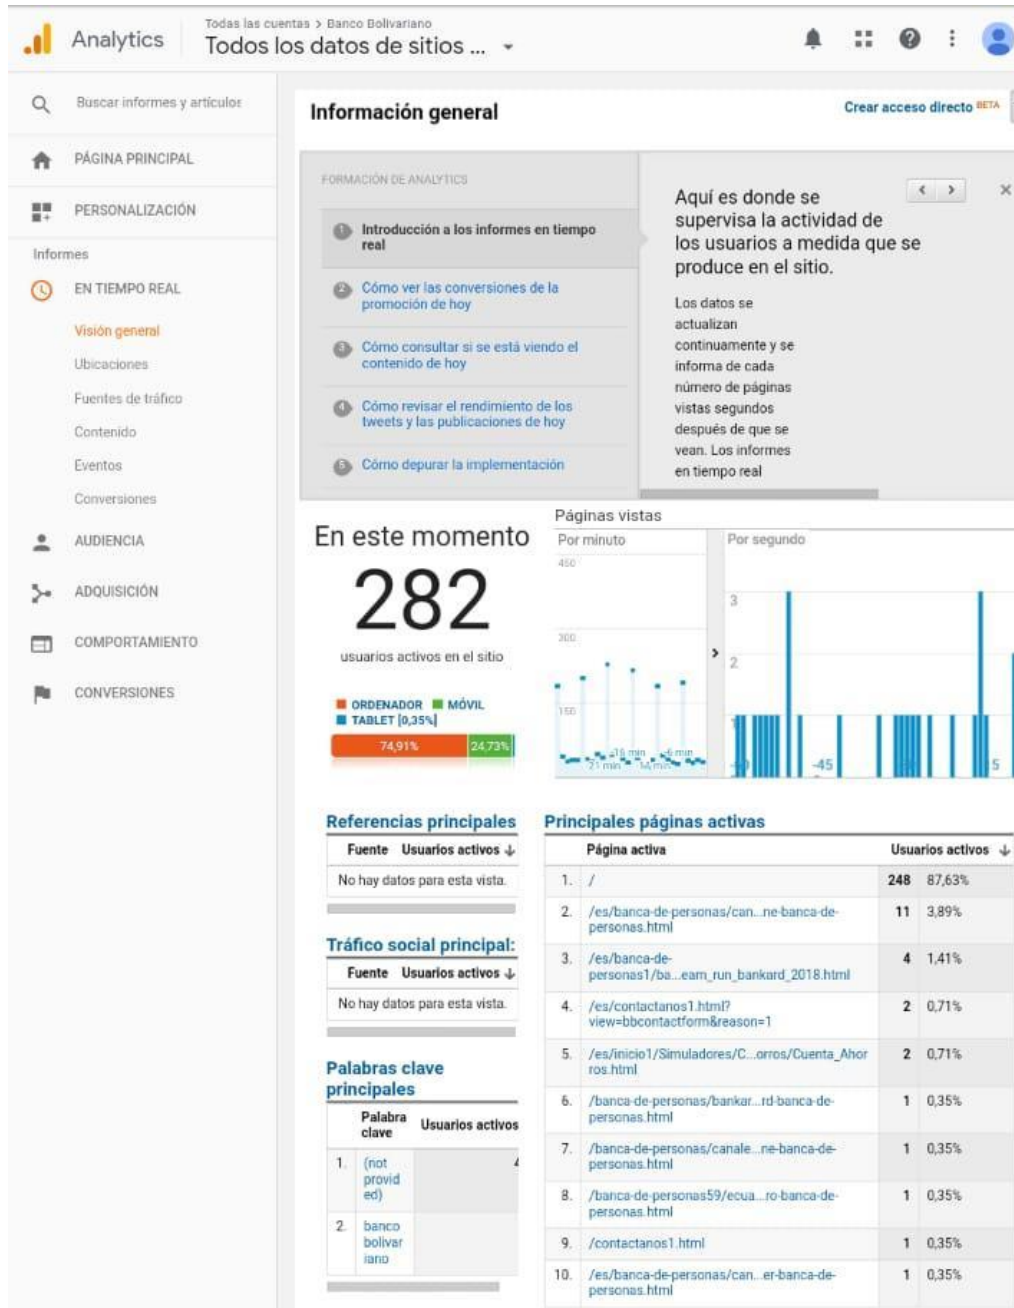 Todas las cuentas > Banco Bolivariano
Analytics
Todos los datos de sitios ...
Buscar informes y artículos
PÁGINA PRINCIPAL
PERSONALIZACIÓN
Informes
EN TIEMPO REAL
Visión general
Ubicaciones
Fuentes de tráfico
Contenido
Eventos
Conversiones
AUDIENCIA
ADQUISICIÓN
COMPORTAMIENTO
CONVERSIONES
Información general
Crear acceso directo BETA
FORMACIÓN DE ANALYTICS
1 Introducción a los informes en tiempo
real
2 Cómo ver las conversiones de la
promoción de hoy
3 Cómo consultar si se está viendo el
contenido de hoy
4 Cómo revisar el rendimiento de los
tweets y las publicaciones de hoy
5 Cómo depurar la implementación
Aquí es donde se
supervisa la actividad de
los usuarios a medida que se
produce en el sitio.
Los datos se
actualizan
continuamente y se
informa de cada
número de páginas
vistas segundos
después de que se
vean. Los informes
en tiempo real
En este momento
282
usuarios activos en el sitio
ORDENADOR MÓVIL
TABLET [0,35%]
74,91% 24,73%
Páginas vistas
Por minuto
450
300
150
-16 min -6 min
-21 min
Por segundo
3
2
1
-45
Referencias principales
Fuente Usuarios activos
No hay datos para esta vista.
Tráfico social principal:
Fuente Usuarios activos
No hay datos para esta vista.
Palabras clave
principales
Palabra
clave Usuarios activos
1. (not
provid
ed)
2. banco
bolivar
iano
Principales páginas activas
Página activa Usuarios activos
1. / 248 87,63%
2. /es/banca-de-personas/can...ne-banca-de-
personas.html 11 3,89%
3. /es/banca-de-
personas1/ba...eam_run_bankard_2018.html 4 1,41%
4. /es/contactanos1.html?
view=bbcontactform&reason=1 2 0,71%
5. /es/inicio1/Simuladores/C...orros/Cuenta_Ahor
ros.html 2 0,71%
6. /banca-de-personas/bankar...rd-banca-de-
personas.html 1 0,35%
7. /banca-de-personas/canale...ne-banca-de-
personas.html 1 0,35%
8. /banca-de-personas59/ecua...ro-banca-de-
personas.html 1 0,35%
9. /contactanos1.html 1 0,35%
10. /es/banca-de-personas/can...er-banca-de-
personas.html 1 0,35%